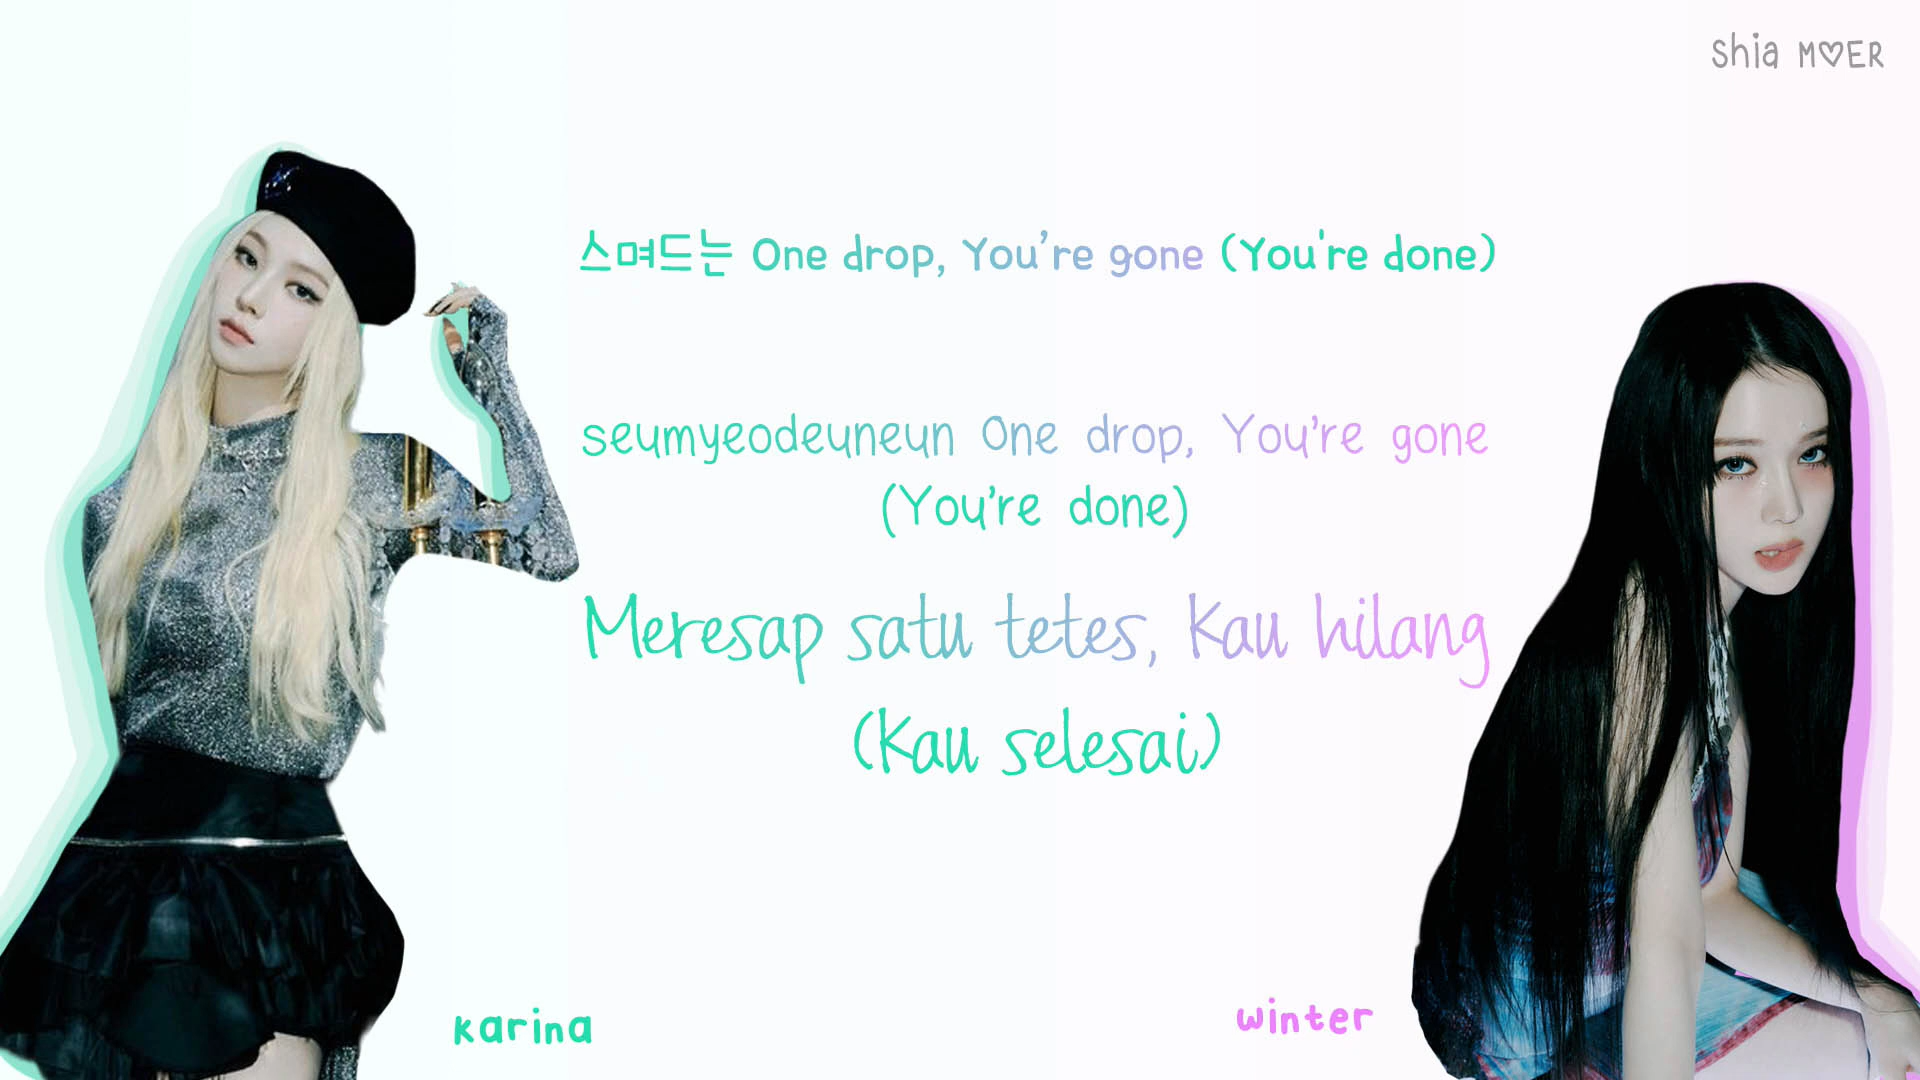 Shia M♡ER
스며드는 One drop, You're gone (You're done)
seumyeodeuneun One drop, You're gone
(You're done)
Meresap satu tetes, Kau hilang
(Kau selesai)
karina
winter